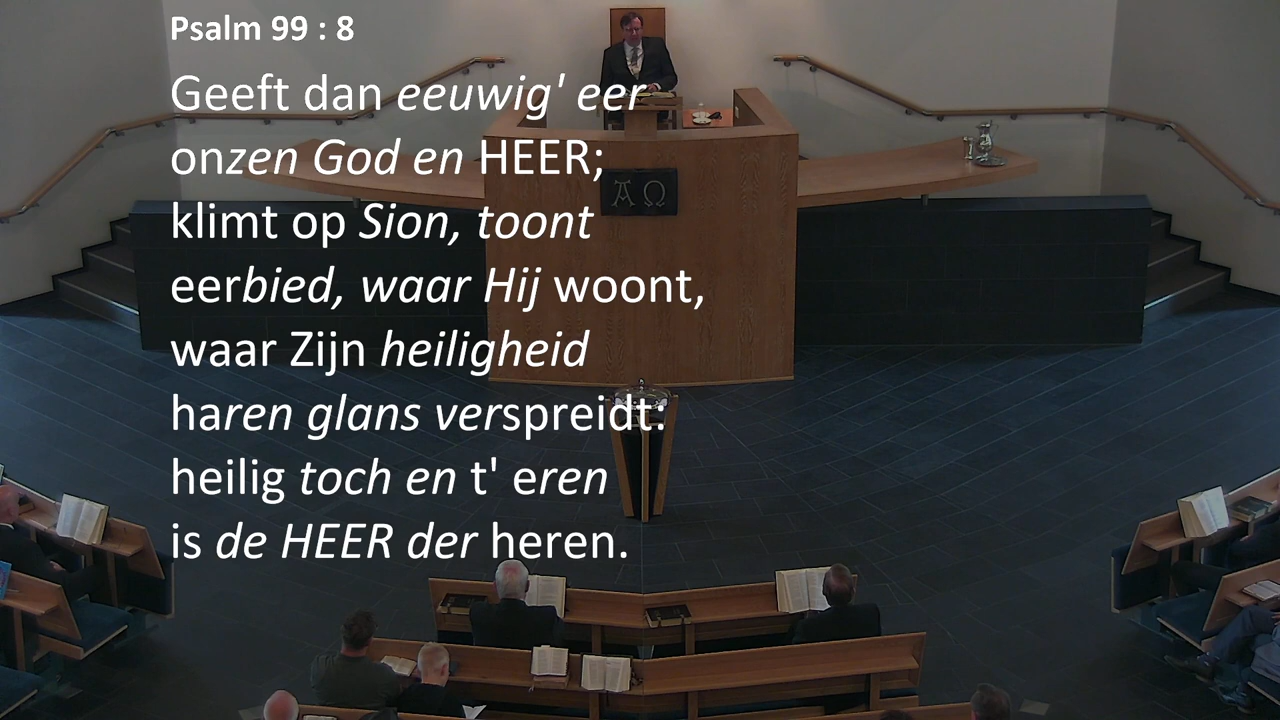 Psalm 99 : 8
Geeft dan eeuwig' eer
onzen God en HEER;
klimt op Sion, toont
eerbied, waar Hij woont,
waar Zijn heiligheid
haren glans verspreidt:
heilig toch en t' eren
is de HEER der heren.
ΑΩ